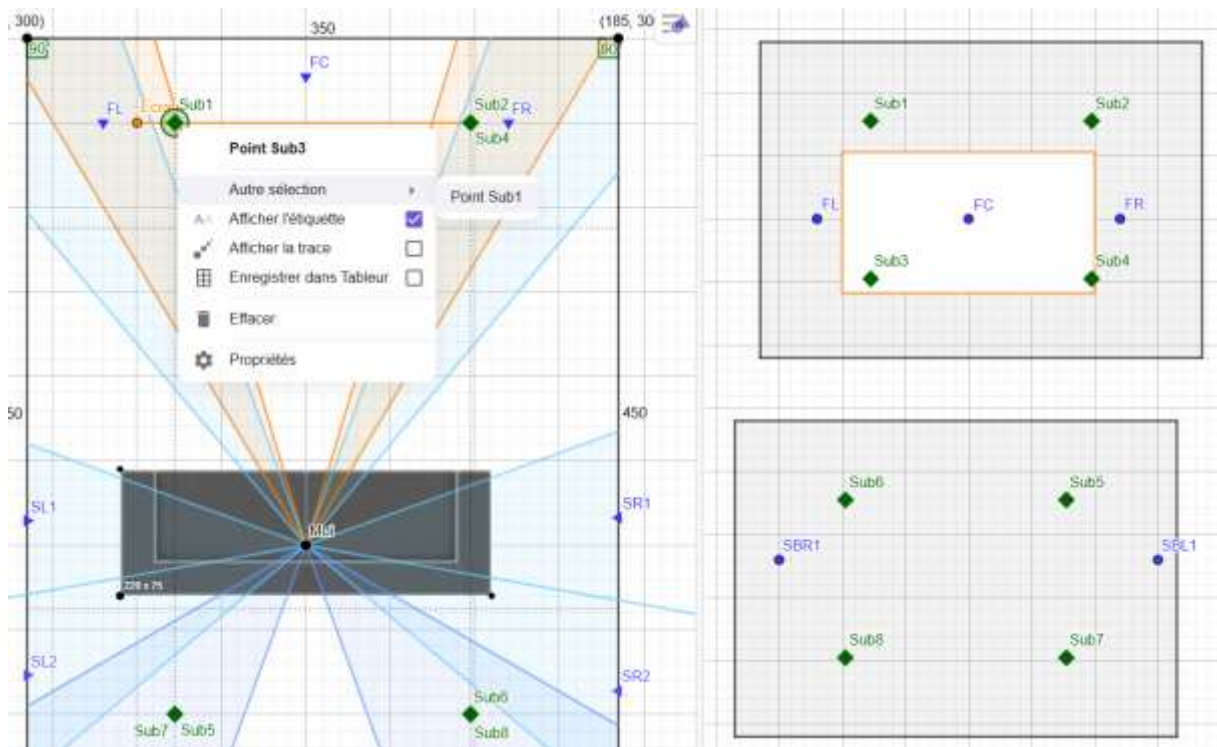 , 300)
350
(185, 30
90
90
FC
FL
Sub1
Sub2
FR
Sub4
Point Sub3
Autre sélection
Point Sub1
Afficher l'étiquette
Afficher la trace
Enregistrer dans Tableur
Effacer
Propriétés
50
450
SL1
SR1
Moi
220 x 75
SL2
SR2
Sub6
Sub7 Sub5
Sub8
Sub1
Sub2
FL
FC
FR
Sub3
Sub4
Sub6
Sub5
SBR1
SBL1
Sub8
Sub7